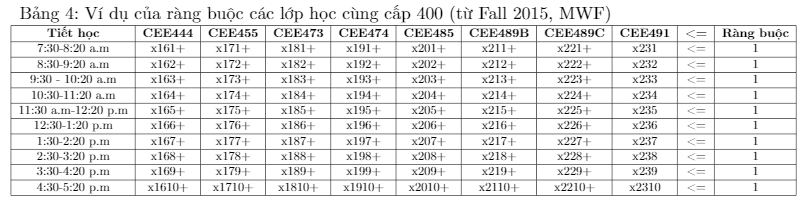 Bảng 4: Ví dụ của ràng buộc các lớp học cùng cấp 400 (từ Fall 2015, MWF)
Tiết học CEE444 CEE455 CEE473 CEE474 CEE485 CEE489B CEE489C CEE491 <= Ràng buộc
7:30-8:20 a.m x161+ x171+ x181+ x191+ x201+ x211+ x221+ x231 <= 1
8:30-9:20 a.m x162+ x172+ x182+ x192+ x202+ x212+ x222+ x232 <= 1
9:30 - 10:20 a.m x163+ x173+ x183+ x193+ x203+ x213+ x223+ x233 <= 1
10:30-11:20 a.m x164+ x174+ x184+ x194+ x204+ x214+ x224+ x234 <= 1
11:30 a.m-12:20 p.m x165+ x175+ x185+ x195+ x205+ x215+ x225+ x235 <= 1
12:30-1:20 p.m x166+ x176+ x186+ x196+ x206+ x216+ x226+ x236 <= 1
1:30-2:20 p.m x167+ x177+ x187+ x197+ x207+ x217+ x227+ x237 <= 1
2:30-3:20 p.m x168+ x178+ x188+ x198+ x208+ x218+ x228+ x238 <= 1
3:30-4:20 p.m x169+ x179+ x189+ x199+ x209+ x219+ x229+ x239 <= 1
4:30-5:20 p.m x1610+ x1710+ x1810+ x1910+ x2010+ x2110+ x2210+ x2310 <= 1